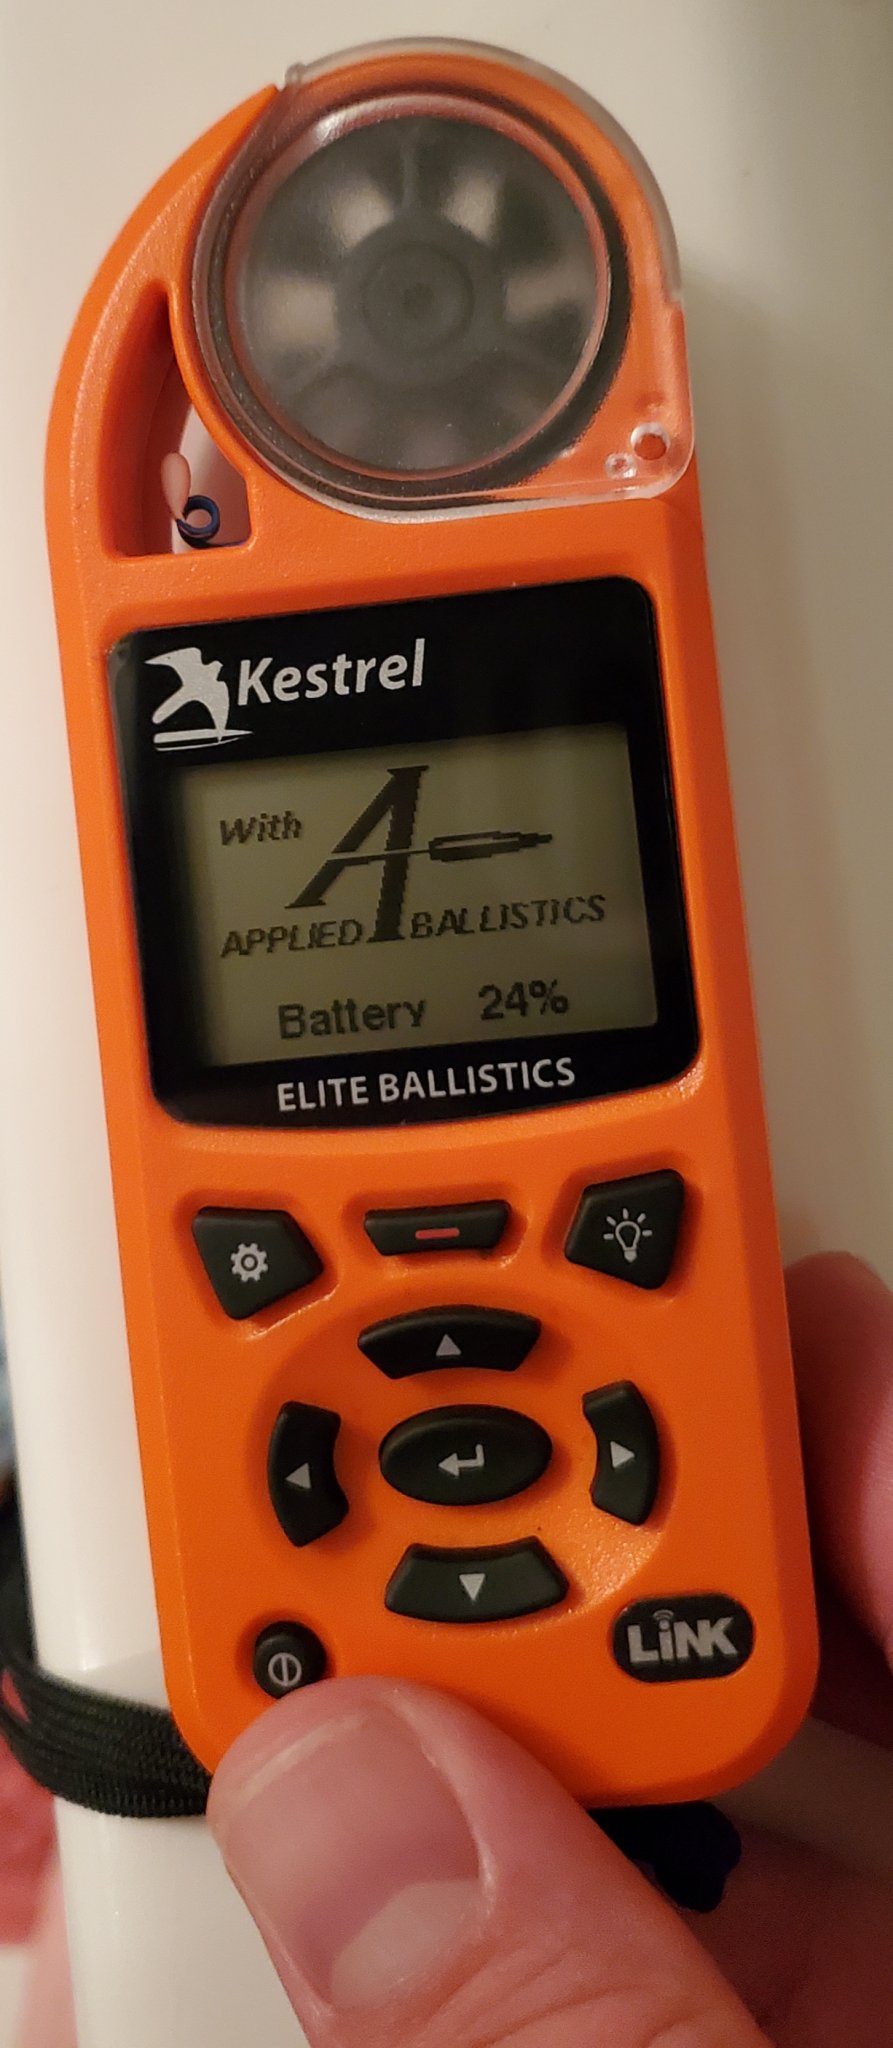 Kestrel
With
APPLIED BALLISTICS
Battery 24%
ELITE BALLISTICS
LiNK